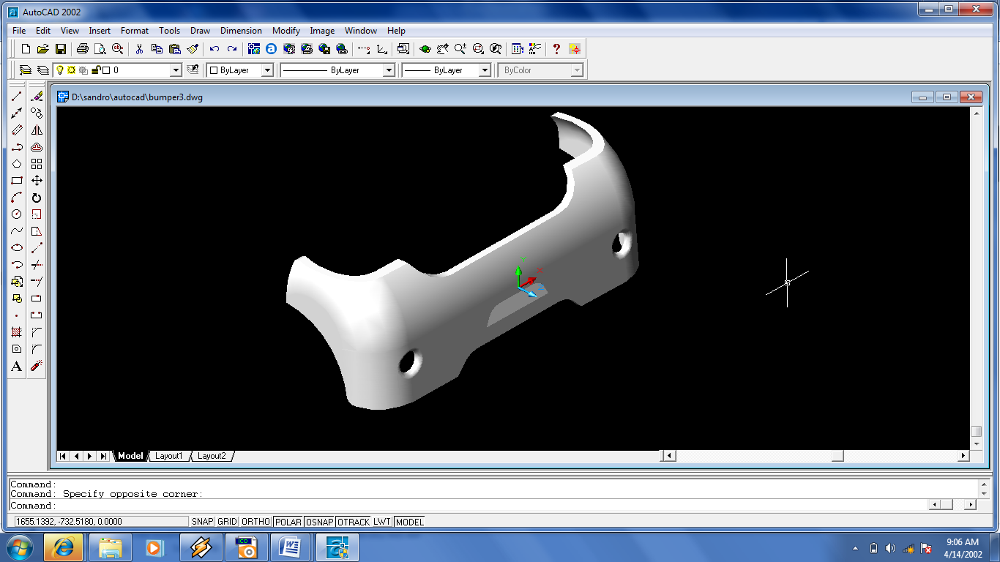 AutoCAD 2002
File Edit View Insert Format Tools Draw Dimension Modify Image Window Help
0 ByLayer ByLayer ByLayer ByColor
D:\sandro\autocad\bumper3.dwg
X
Model Layout1 Layout2
Command:
Command: Specify opposite corner:
Command:
1655.1392, -732.5180, 0.0000 SNAP GRID ORTHO POLAR OSNAP OTRACK LWT MODEL
9:06 AM
4/14/2002